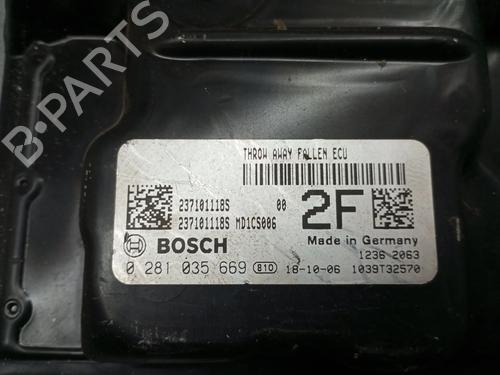 B-PARTS
THROW AWAY FALLEN ECU
237101118S 00
237101118S MD1CS006
2F
BOSCH
Made in Germany
1236 2063
0 281 035 669 810 18-10-06 1039T32570